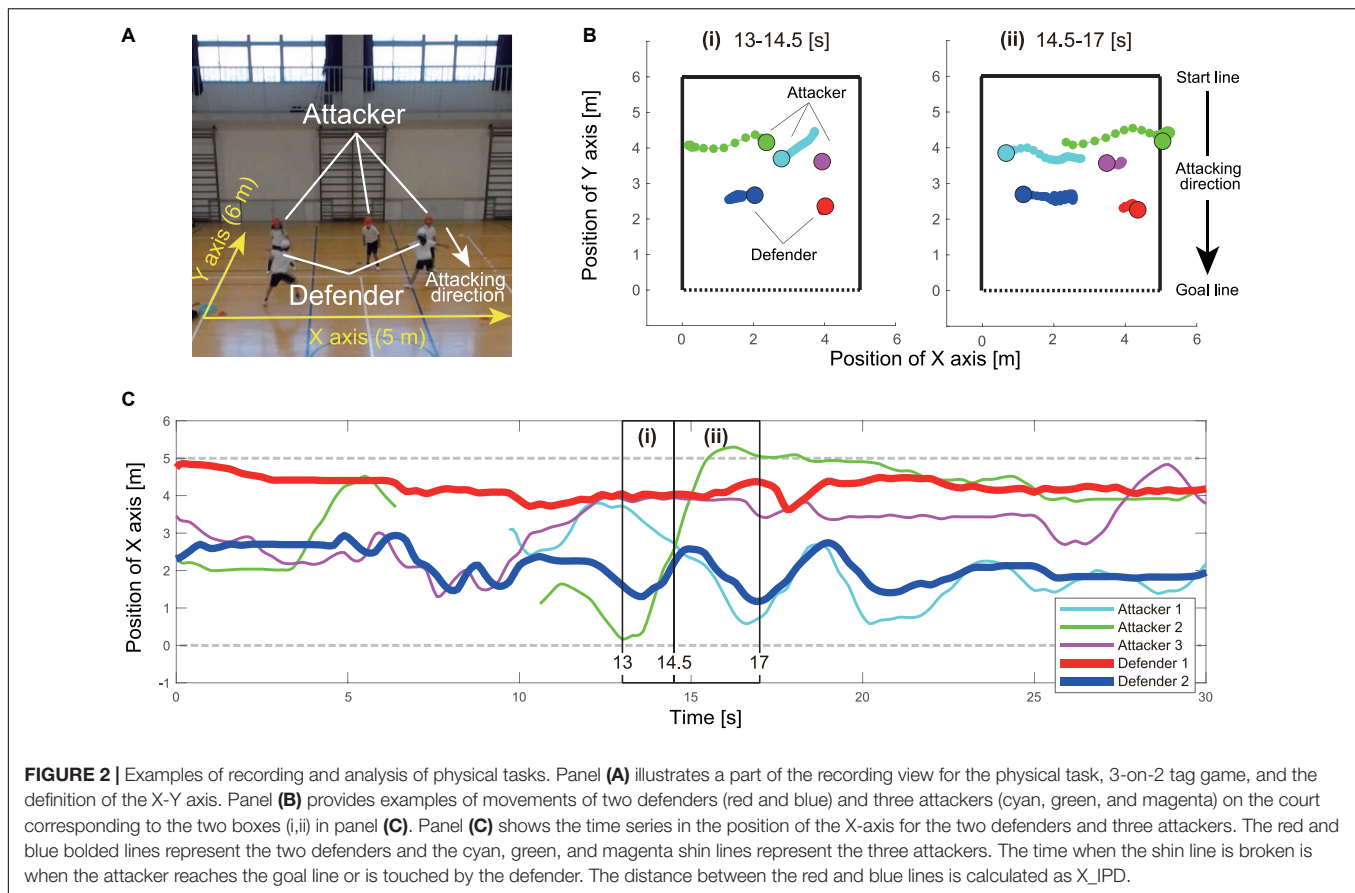 A
Attacker
Defender
Attacking
direction
Y axis (6 m)
X axis (5 m)
B
(i) 13-14.5 [s]
(ii) 14.5-17 [s]
Position of Y axis [m]
6
5
4
3
2
1
0
Attacker
Defender
0
2
4
6
6
5
4
3
2
1
0
0
2
4
6
Position of X axis [m]
Start line
Attacking
direction
Goal line
C
Position of X axis [m]
6
5
4
3
2
1
0
-1
(i)
(ii)
13
14.5
17
0
5
10
15
20
25
30
Time [s]
Attacker 1
Attacker 2
Attacker 3
Defender 1
Defender 2
FIGURE 2 | Examples of recording and analysis of physical tasks. Panel (A) illustrates a part of the recording view for the physical task, 3-on-2 tag game, and the
definition of the X-Y axis. Panel (B) provides examples of movements of two defenders (red and blue) and three attackers (cyan, green, and magenta) on the court
corresponding to the two boxes (i,ii) in panel (C). Panel (C) shows the time series in the position of the X-axis for the two defenders and three attackers. The red and
blue bolded lines represent the two defenders and the cyan, green, and magenta shin lines represent the three attackers. The time when the shin line is broken is
when the attacker reaches the goal line or is touched by the defender. The distance between the red and blue lines is calculated as X_IPD.